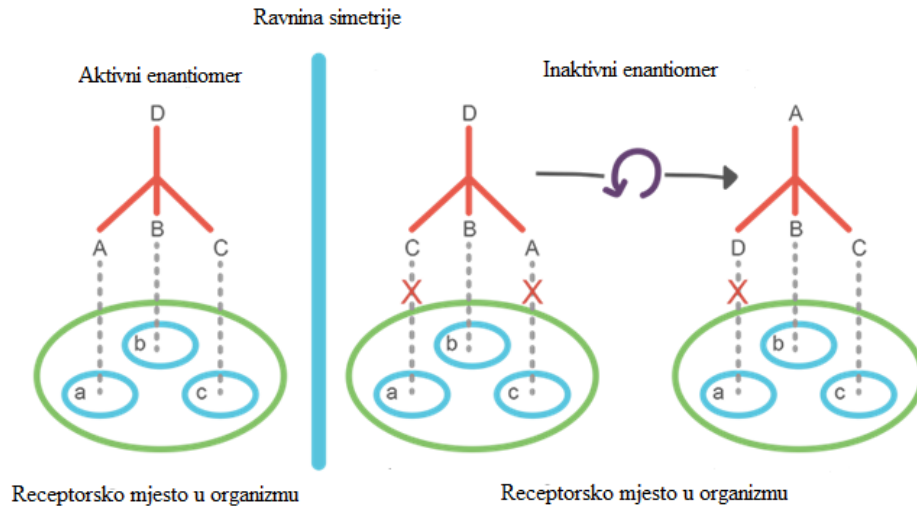 Ravnina simetrije
Aktivni enantiomer
Inaktivni enantiomer
D
D
A
A
B
C
C
B
A
D
B
C
X
X
X
b
b
b
a
c
a
c
a
c
Receptorsko mjesto u organizmu
Receptorsko mjesto u organizmu